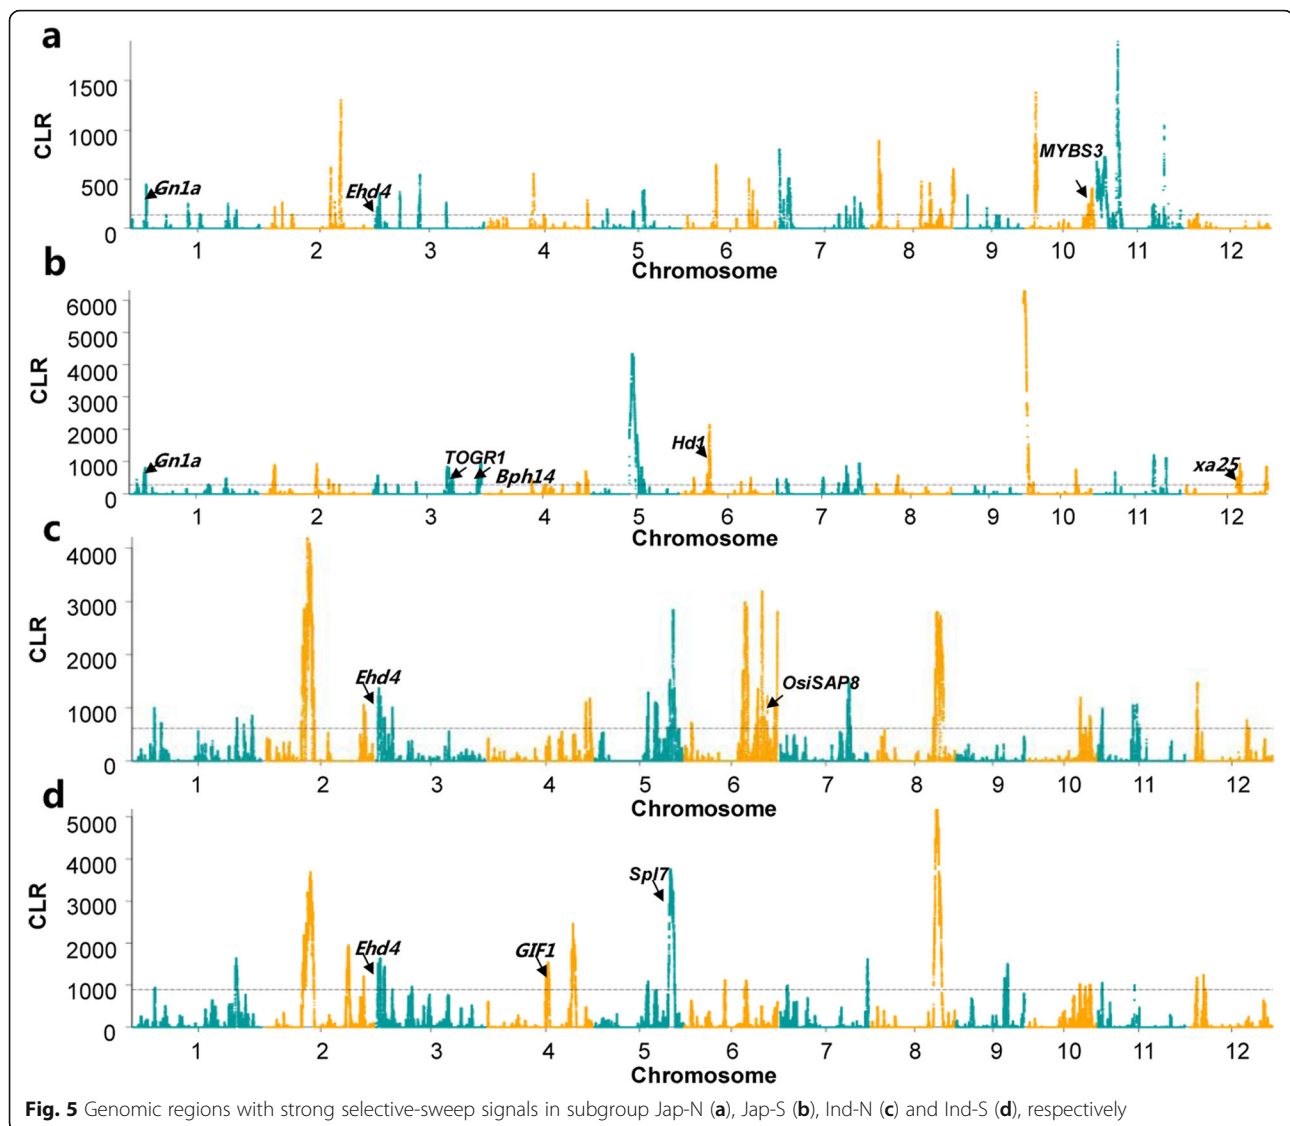 a
CLR
1500
1000
500
0
Gn1a
Ehd4
MYBS3
1 2 3 4 5 6 7 8 9 10 11 12
Chromosome
b
CLR
6000
5000
4000
3000
2000
1000
0
Gn1a
TOGR1
Bph14
Hd1
xa25
1 2 3 4 5 6 7 8 9 10 11 12
Chromosome
c
CLR
4000
3000
2000
1000
0
Ehd4
OsiSAP8
1 2 3 4 5 6 7 8 9 10 11 12
Chromosome
d
CLR
5000
4000
3000
2000
1000
0
Ehd4
GIF1
Spl7
1 2 3 4 5 6 7 8 9 10 11 12
Chromosome
Fig. 5 Genomic regions with strong selective-sweep signals in subgroup Jap-N (a), Jap-S (b), Ind-N (c) and Ind-S (d), respectively